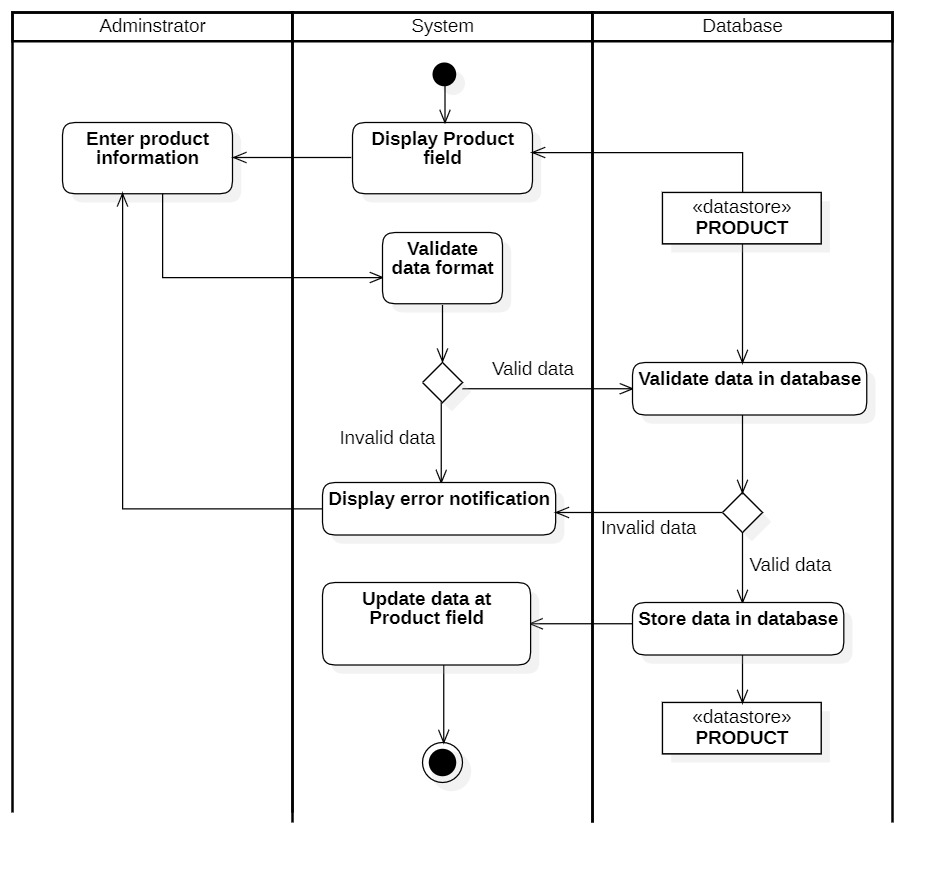 Adminstrator
System
Database
Enter product
information
Display Product
field
«datastore»
PRODUCT
Validate
data format
Valid data
Validate data in database
Invalid data
Display error notification
Invalid data
Valid data
Update data at
Product field
Store data in database
«datastore»
PRODUCT